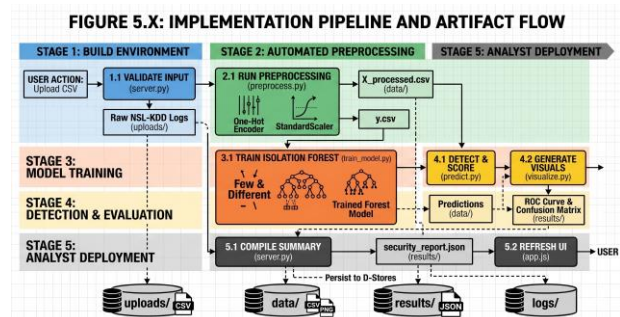 FIGURE 5.X: IMPLEMENTATION PIPELINE AND ARTIFACT FLOW
STAGE 1: BUILD ENVIRONMENT
STAGE 2: AUTOMATED PREPROCESSING
STAGE 5: ANALYST DEPLOYMENT
USER ACTION:
Upload CSV
1.1 VALIDATE INPUT
(server.py)
Raw NSL-KDD Logs
(uploads/)
2.1 RUN PREPROCESSING
(preprocess.py)
One-Hot
Encoder
StandardScaler
X_processed.csv
(data/)
y.csv
STAGE 3:
MODEL TRAINING
3.1 TRAIN ISOLATION FOREST (train_model.py)
Few &
Different
Trained Forest
Model
4.1 DETECT &
SCORE
(predict.py)
4.2 GENERATE
VISUALS
(visualize.py)
STAGE 4:
DETECTION & EVALUATION
Predictions
(data/)
ROC Curve &
Confusion Matrix
(results/)
STAGE 5:
ANALYST DEPLOYMENT
5.1 COMPILE SUMMARY
(server.py)
security_report.json
(results/)
5.2 REFRESH UI
(app.js)
USER
Persist to D-Stores
uploads/
CSV
data/
CSV
PNG
results/
JSON
logs/